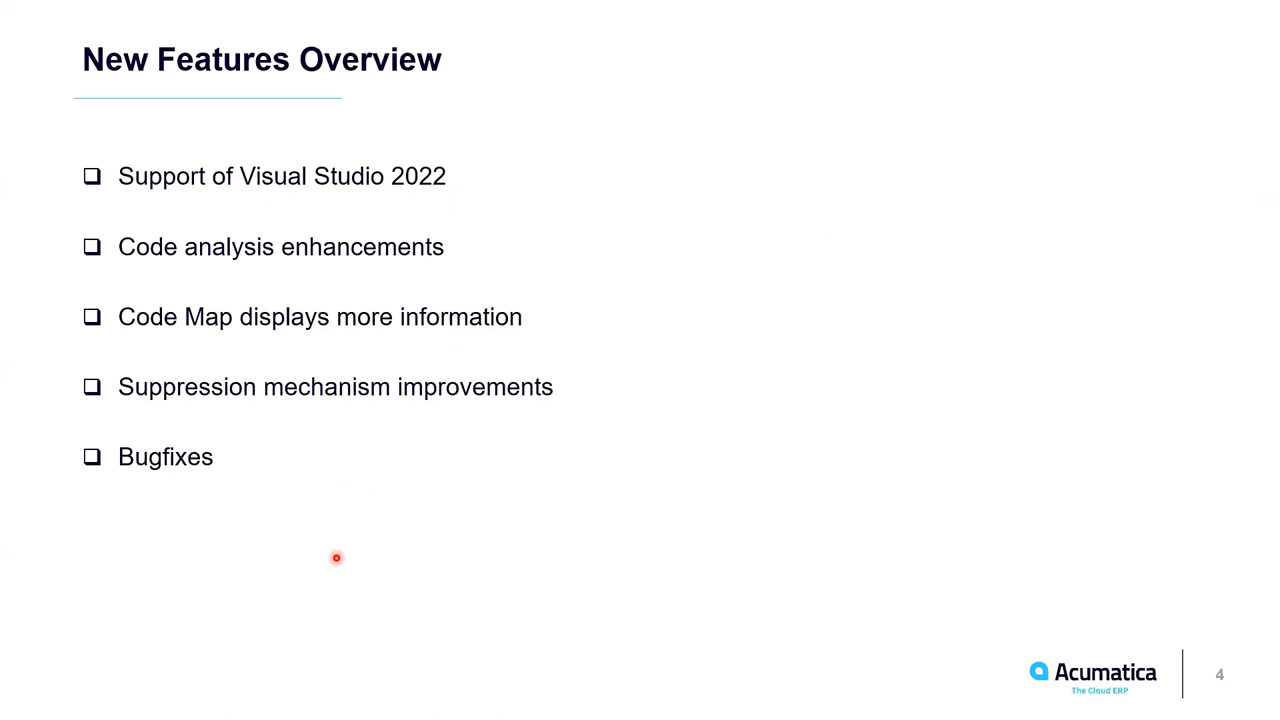 New Features Overview
Support of Visual Studio 2022
Code analysis enhancements
Code Map displays more information
Suppression mechanism improvements
Bugfixes
Acumatica
The Cloud ERP
4